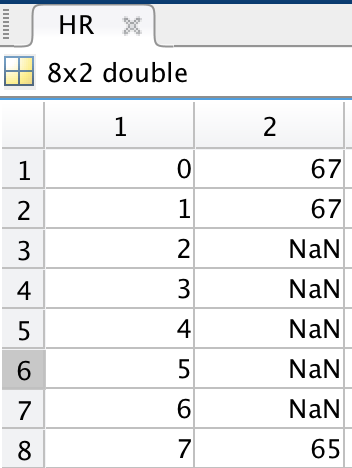 HR
8x2 double
1 2
1 0 67
2 1 67
3 2 NaN
4 3 NaN
5 4 NaN
6 5 NaN
7 6 NaN
8 7 65